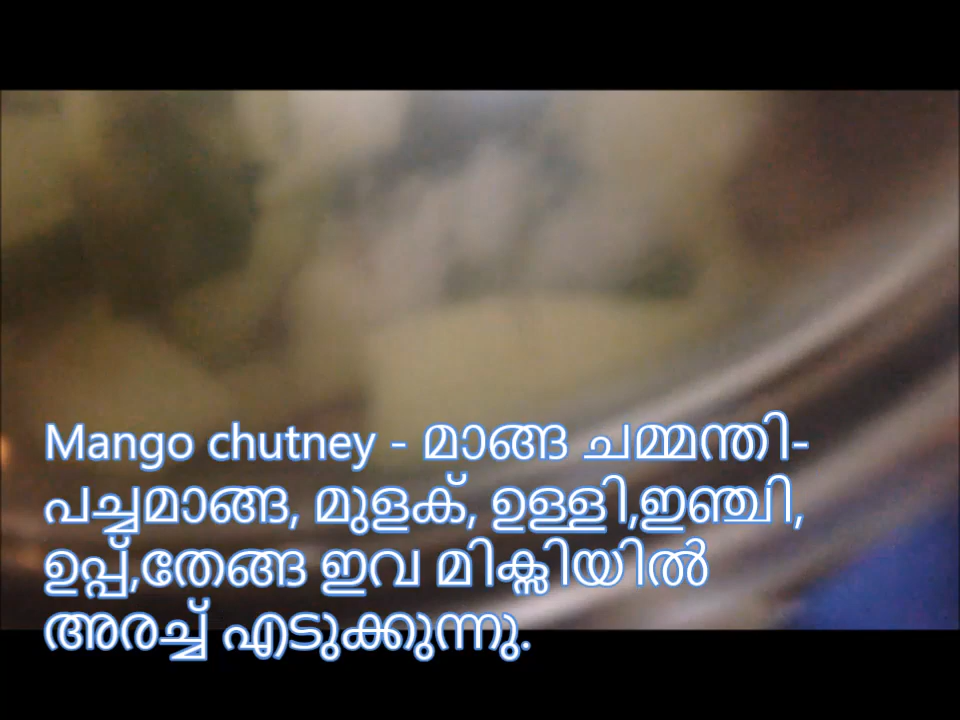 Mango chutney - മാങ്ങ ചമ്മന്തി-
പച്ചമാങ്ങ, മുളക്, ഉള്ളി,ഇഞ്ചി,
ഉപ്പ്,തേങ്ങ ഇവ മിക്സിയിൽ
അരച്ച് എടുക്കുന്നു.